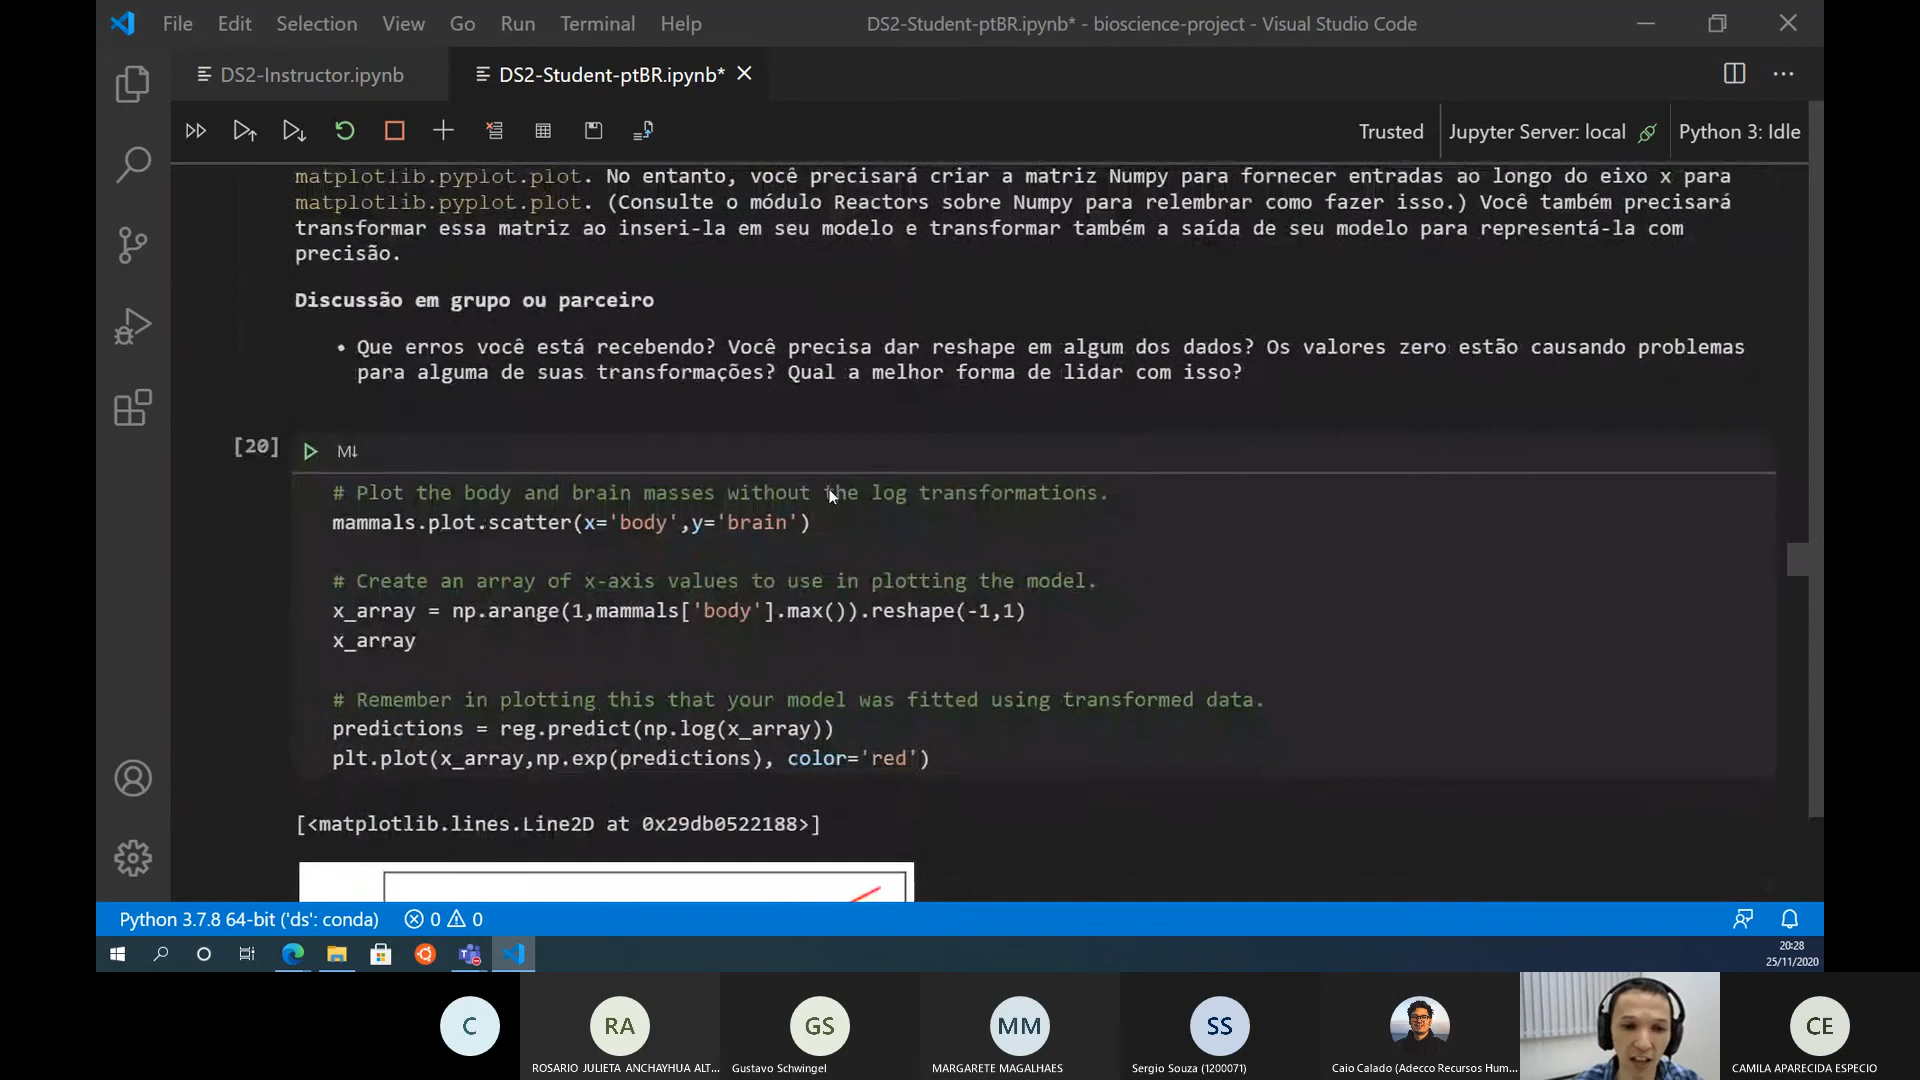 File Edit Selection View Go Run Terminal Help
DS2-Student-ptBR.ipynb* - bioscience-project - Visual Studio Code
DS2-Instructor.ipynb
DS2-Student-ptBR.ipynb*
Trusted
Jupyter Server: local
Python 3: Idle
matplotlib.pyplot.plot. No entanto, você precisará criar a matriz Numpy para fornecer entradas ao longo do eixo x para
matplotlib.pyplot.plot. (Consulte o módulo Reactors sobre Numpy para relembrar como fazer isso.) Você também precisará
transformar essa matriz ao inseri-la em seu modelo e transformar também a saída de seu modelo para representá-la com
precisão.
Discussão em grupo ou parceiro
• Que erros você está recebendo? Você precisa dar reshape em algum dos dados? Os valores zero estão causando problemas
para alguma de suas transformações? Qual a melhor forma de lidar com isso?
[20]
M↓
# Plot the body and brain masses without the log transformations.
mammals.plot.scatter(x='body',y='brain')
# Create an array of x-axis values to use in plotting the model.
x_array = np.arange(1,mammals['body'].max()).reshape(-1,1)
x_array
# Remember in plotting this that your model was fitted using transformed data.
predictions = reg.predict(np.log(x_array))
plt.plot(x_array,np.exp(predictions), color='red')
[<matplotlib.lines.Line2D at 0x29db0522188>]
Python 3.7.8 64-bit ('ds': conda)
0
0
20:28
25/11/2020
C
RA
GS
MM
SS
CE
ROSARIO JULIETA ANCHAYHUA ALT...
Gustavo Schwingel
MARGARETE MAGALHAES
Sergio Souza (1200071)
Caio Calado (Adecco Recursos Hum...
CAMILA APARECIDA ESPECIO